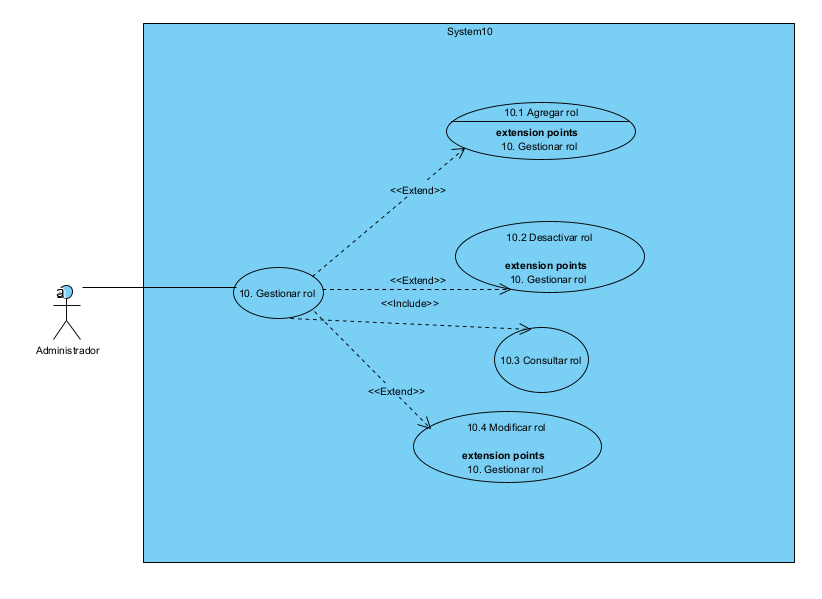 System10
10.1 Agregar rol
extension points
10. Gestionar rol
<<Extend>>
10.2 Desactivar rol
extension points
10. Gestionar rol
<<Extend>>
a
10. Gestionar rol
<<Include>>
Administrador
10.3 Consultar rol
<<Extend>>
10.4 Modificar rol
extension points
10. Gestionar rol